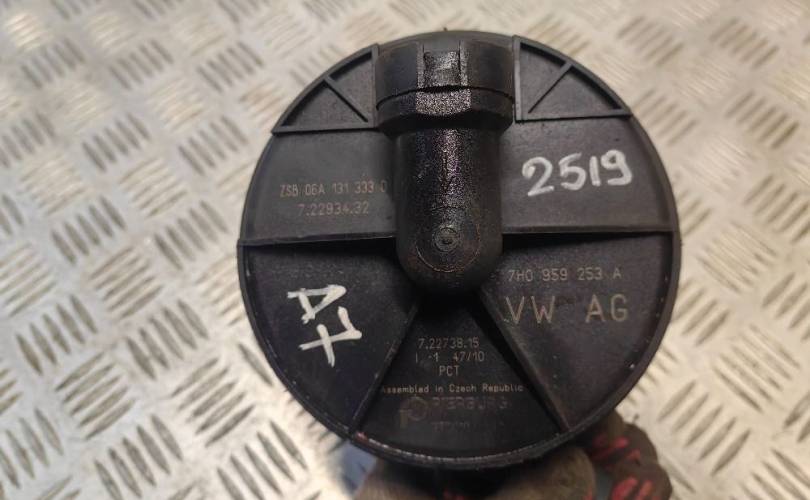 ZSB 06A 131 333 D
7.22934.32
2519
7H0 959 253 A
VW AG
A7
7.22738.15
47/10
PCT
Assemblad in Czech Republic
PIERBURG